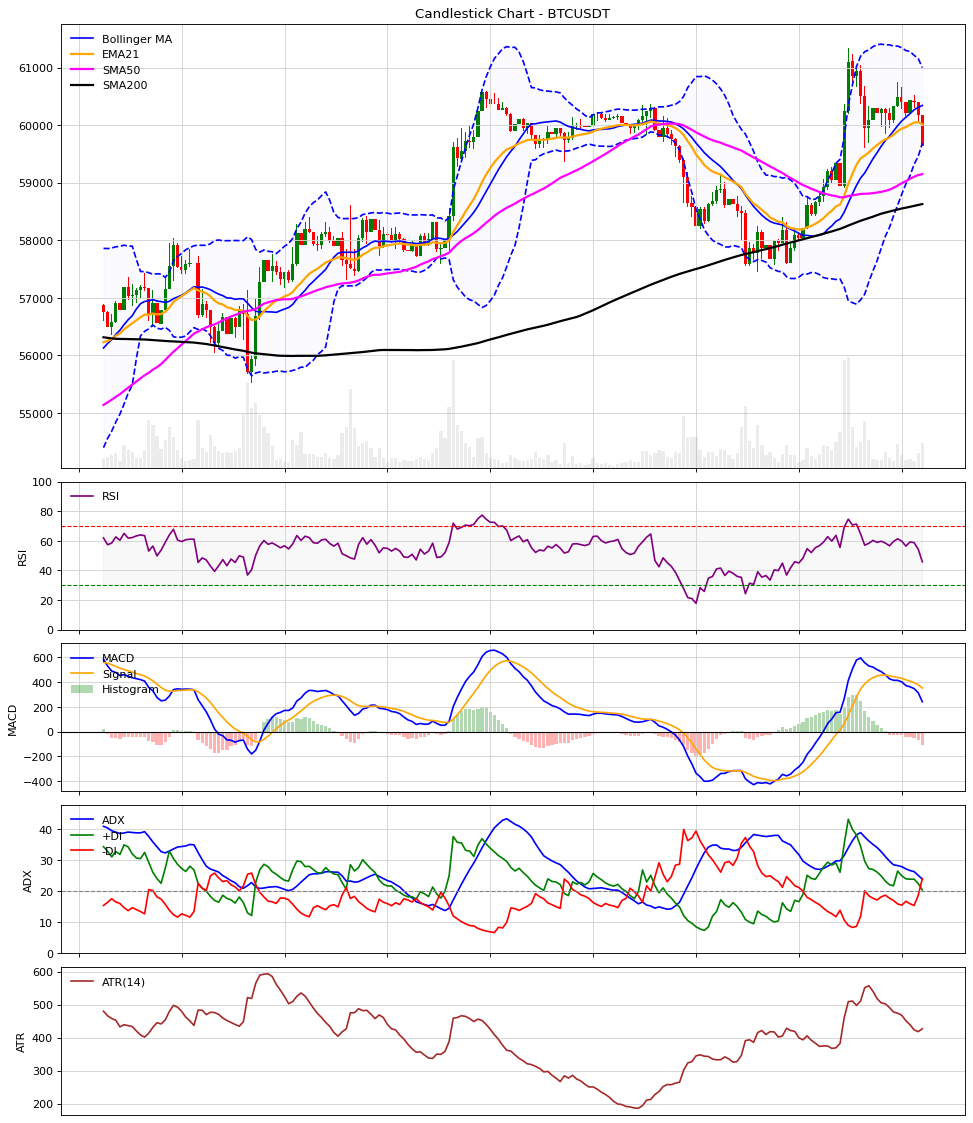 Candlestick Chart - BTCUSDT
Bollinger MA
EMA21
SMA50
SMA200
61000
60000
59000
58000
57000
56000
55000
RSI
100
80
60
40
20
0
RSI
MACD
Signal
Histogram
600
400
200
0
−200
−400
MACD
ADX
+DI
-DI
40
30
20
10
0
ADX
ATR(14)
600
500
400
300
200
ATR